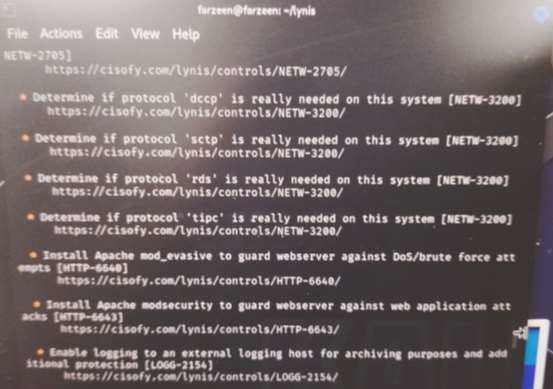 farzeen@farzeen: ~/lynis
File Actions Edit View Help
NETW-2705]
https://cisofy.com/lynis/controls/NETW-2705/
* Determine if protocol 'dccp' is really needed on this system [NETW-3200]
https://cisofy.com/lynis/controls/NETW-3200/
* Determine if protocol 'sctp' is really needed on this system [NETW-3200]
https://cisofy.com/lynis/controls/NETW-3200/
* Determine if protocol 'rds' is really needed on this system [NETW-3200]
https://cisofy.com/lynis/controls/NETW-3200/
* Determine if protocol 'tipc' is really needed on this system [NETW-3200]
https://cisofy.com/lynis/controls/NETW-3200/
* Install Apache mod_evasive to guard webserver against DoS/brute force att
empts [HTTP-6640]
https://cisofy.com/lynis/controls/HTTP-6640/
* Install Apache modsecurity to guard webserver against web application att
acks [HTTP-6643]
https://cisofy.com/lynis/controls/HTTP-6643/
* Enable logging to an external logging host for archiving purposes and add
itional protection [LOGG-2154]
https://cisofy.com/lynis/controls/LOGG-2154/